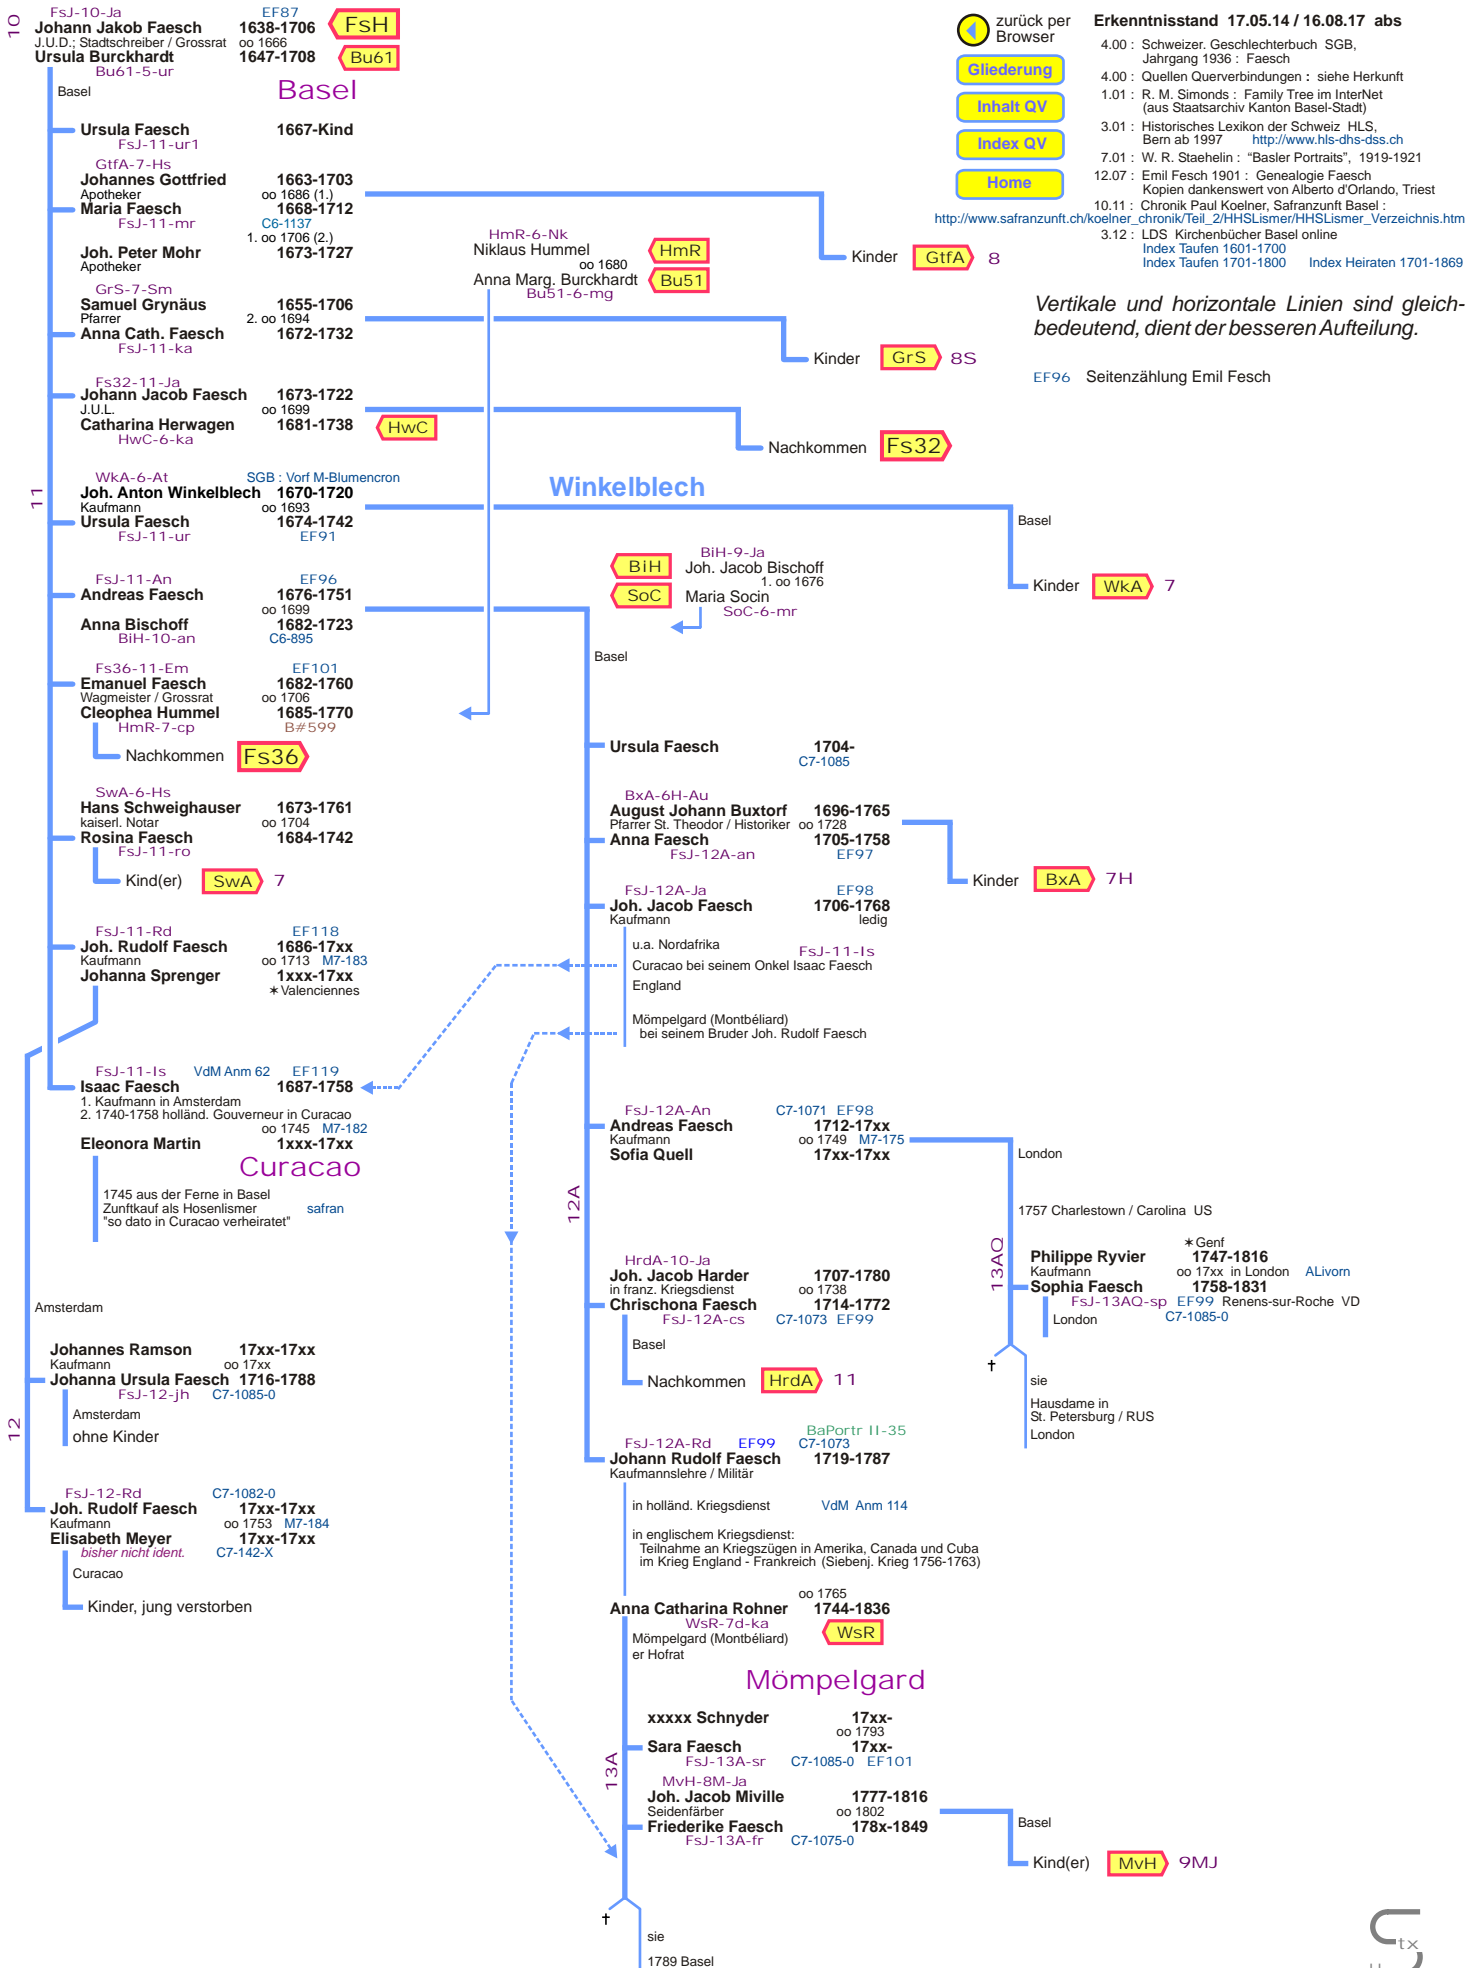 10
FsJ-10-Ja EF87
Johann Jakob Faesch 1638-1706 FsH
J.U.D.; Stadtschreiber / Grossrat oo 1666
Ursula Burckhardt 1647-1708 Bu61
Bu61-5-ur
Basel
Basel
11
Ursula Faesch 1667-Kind
FsJ-11-ur1
GtfA-7-Hs
Johannes Gottfried 1663-1703
Apotheker oo 1686 (1.)
Maria Faesch 1668-1712
FsJ-11-mr C6-1137
1. oo 1706 (2.)
Joh. Peter Mohr 1673-1727
Apotheker
Kinder GtfA 8
GrS-7-Sm
Samuel Grynäus 1655-1706
Pfarrer 2. oo 1694
Anna Cath. Faesch 1672-1732
FsJ-11-ka
Kinder GrS 8S
HmR-6-Nk
Niklaus Hummel HmR
oo 1680
Anna Marg. Burckhardt Bu51
Bu51-6-mg
Fs32-11-Ja
Johann Jacob Faesch 1673-1722
J.U.L. oo 1699
Catharina Herwagen 1681-1738 HwC
HwC-6-ka
Nachkommen Fs32
WkA-6-At SGB : Vorf M-Blumencron
Joh. Anton Winkelblech 1670-1720
Kaufmann oo 1693
Ursula Faesch 1674-1742
FsJ-11-ur EF91
Winkelblech
Basel
Kinder WkA 7
FsJ-11-An EF96
Andreas Faesch 1676-1751
oo 1699
Anna Bischoff 1682-1723
BiH-10-an C6-895
BiH BiH-9-Ja
Joh. Jacob Bischoff
1. oo 1676
SoC Maria Socin
SoC-6-mr
Basel
Fs36-11-Em EF101
Emanuel Faesch 1682-1760
Wagmeister / Grossrat oo 1706
Cleophea Hummel 1685-1770
HmR-7-cp B#599
Nachkommen Fs36
SwA-6-Hs
Hans Schweighauser 1673-1761
kaiserl. Notar oo 1704
Rosina Faesch 1684-1742
FsJ-11-ro
Kind(er) SwA 7
FsJ-11-Rd EF118
Joh. Rudolf Faesch 1686-17xx
Kaufmann oo 1713 M7-183
Johanna Sprenger 1xxx-17xx
✶Valenciennes
FsJ-11-Is VdM Anm 62 EF119
Isaac Faesch 1687-1758
1. Kaufmann in Amsterdam
2. 1740-1758 holländ. Gouverneur in Curacao
oo 1745 M7-182
Eleonora Martin 1xxx-17xx
Curacao
1745 aus der Ferne in Basel
Zunftkauf als Hosenlismer safran
"so dato in Curacao verheiratet"
Amsterdam
12
Johannes Ramson 17xx-17xx
Kaufmann oo 17xx
Johanna Ursula Faesch 1716-1788
FsJ-12-jh C7-1085-0
Amsterdam
ohne Kinder
FsJ-12-Rd C7-1082-0
Joh. Rudolf Faesch 17xx-17xx
Kaufmann oo 1753 M7-184
Elisabeth Meyer 17xx-17xx
bisher nicht ident. C7-142-X
Curacao
Kinder, jung verstorben
12A
Ursula Faesch 1704-
C7-1085
BxA-6H-Au
August Johann Buxtorf 1696-1765
Pfarrer St. Theodor / Historiker oo 1728
Anna Faesch 1705-1758
FsJ-12A-an EF97
Kinder BxA 7H
FsJ-12A-Ja EF98
Joh. Jacob Faesch 1706-1768
Kaufmann ledig
u.a. Nordafrika
FsJ-11-Is
Curacao bei seinem Onkel Isaac Faesch
England
Mömpelgard (Montbéliard)
bei seinem Bruder Joh. Rudolf Faesch
FsJ-12A-An C7-1071 EF98
Andreas Faesch 1712-17xx
Kaufmann oo 1749 M7-175
Sofia Quell 17xx-17xx
London
13AQ
1757 Charlestown / Carolina US
✶Genf
Philippe Ryvier 1747-1816
Kaufmann oo 17xx in London ALivorn
Sophia Faesch 1758-1831
FsJ-13AQ-sp EF99 Renens-sur-Roche VD
London C7-1085-0
†
sie
Hausdame in
St. Petersburg / RUS
London
HrdA-10-Ja
Joh. Jacob Harder 1707-1780
in franz. Kriegsdienst oo 1738
Chrischona Faesch 1714-1772
FsJ-12A-cs C7-1073 EF99
Basel
Nachkommen HrdA 11
BaPortr II-35
FsJ-12A-Rd EF99 C7-1073
Johann Rudolf Faesch 1719-1787
Kaufmannslehre / Militär
in holländ. Kriegsdienst VdM Anm 114
in englischem Kriegsdienst:
Teilnahme an Kriegszügen in Amerika, Canada und Cuba
im Krieg England - Frankreich (Siebenj. Krieg 1756-1763)
oo 1765
Anna Catharina Rohner 1744-1836
WsR-7d-ka WsR
Mömpelgard (Montbéliard)
er Hofrat
Mömpelgard
13A
xxxxx Schnyder 17xx-
oo 1793
Sara Faesch 17xx-
FsJ-13A-sr C7-1085-0 EF101
MvH-8M-Ja
Joh. Jacob Miville 1777-1816
Seidenfärber oo 1802
Friederike Faesch 178x-1849
FsJ-13A-fr C7-1075-0
Basel
Kind(er) MvH 9MJ
†
sie
1789 Basel
zurück per
Browser
Gliederung
Inhalt QV
Index QV
Home
Erkenntnisstand 17.05.14 / 16.08.17 abs
4.00 : Schweizer. Geschlechterbuch SGB,
Jahrgang 1936 : Faesch
4.00 : Quellen Querverbindungen : siehe Herkunft
1.01 : R. M. Simonds : Family Tree im InterNet
(aus Staatsarchiv Kanton Basel-Stadt)
3.01 : Historisches Lexikon der Schweiz HLS,
Bern ab 1997 http://www.hls-dhs-dss.ch
7.01 : W. R. Staehelin : “Basler Portraits”, 1919-1921
12.07 : Emil Fesch 1901 : Genealogie Faesch
Kopien dankenswert von Alberto d'Orlando, Triest
10.11 : Chronik Paul Koelner, Safranzunft Basel :
http://www.safranzunft.ch/koelner_chronik/Teil_2/HHSLismer/HHSLismer_Verzeichnis.htm
3.12 : LDS Kirchenbücher Basel online
Index Taufen 1601-1700
Index Taufen 1701-1800 Index Heiraten 1701-1869
Vertikale und horizontale Linien sind gleich-
bedeutend, dient der besseren Aufteilung.
EF96 Seitenzählung Emil Fesch
tx